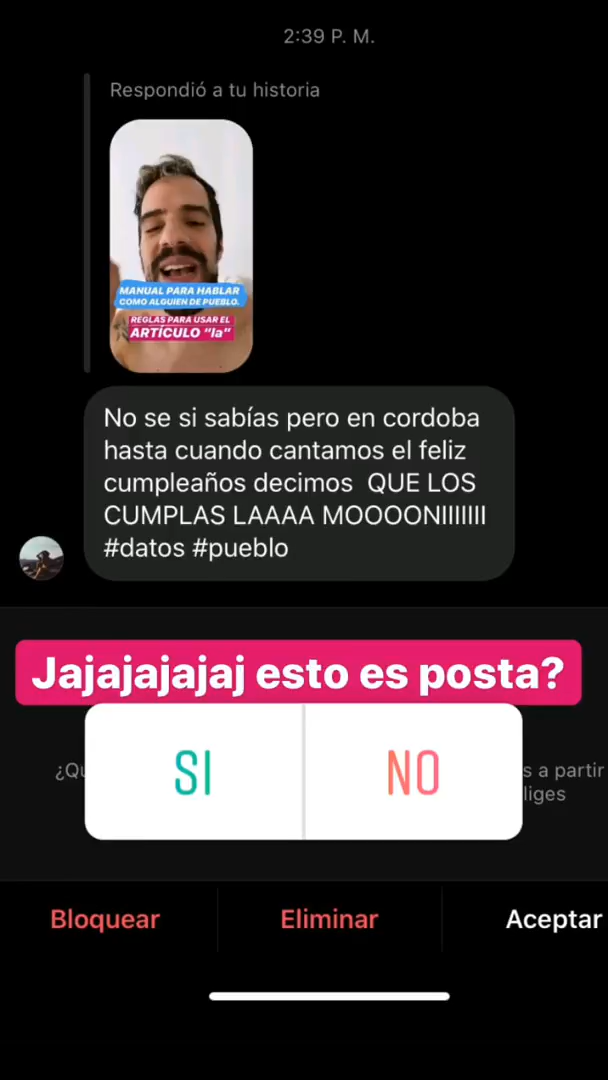 2:39 P. M.
Respondió a tu historia
MANUAL PARA HABLAR
COMO ALGUIEN DE PUEBLO.
REGLAS PARA USAR EL
ARTÍCULO "la"
No se si sabías pero en cordoba
hasta cuando cantamos el feliz
cumpleaños decimos  QUE LOS
CUMPLAS LAAAA MOOOONIIIIIII
#datos #pueblo
Jajajajajaj esto es posta?
SI
NO
s a partir
liges
Bloquear
Eliminar
Aceptar